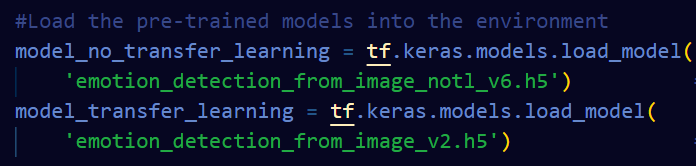 #Load the pre-trained models into the environment
model_no_transfer_learning = tf.keras.models.load_model(
'emotion_detection_from_image_notl_v6.h5')
model_transfer_learning = tf.keras.models.load_model(
'emotion_detection_from_image_v2.h5')